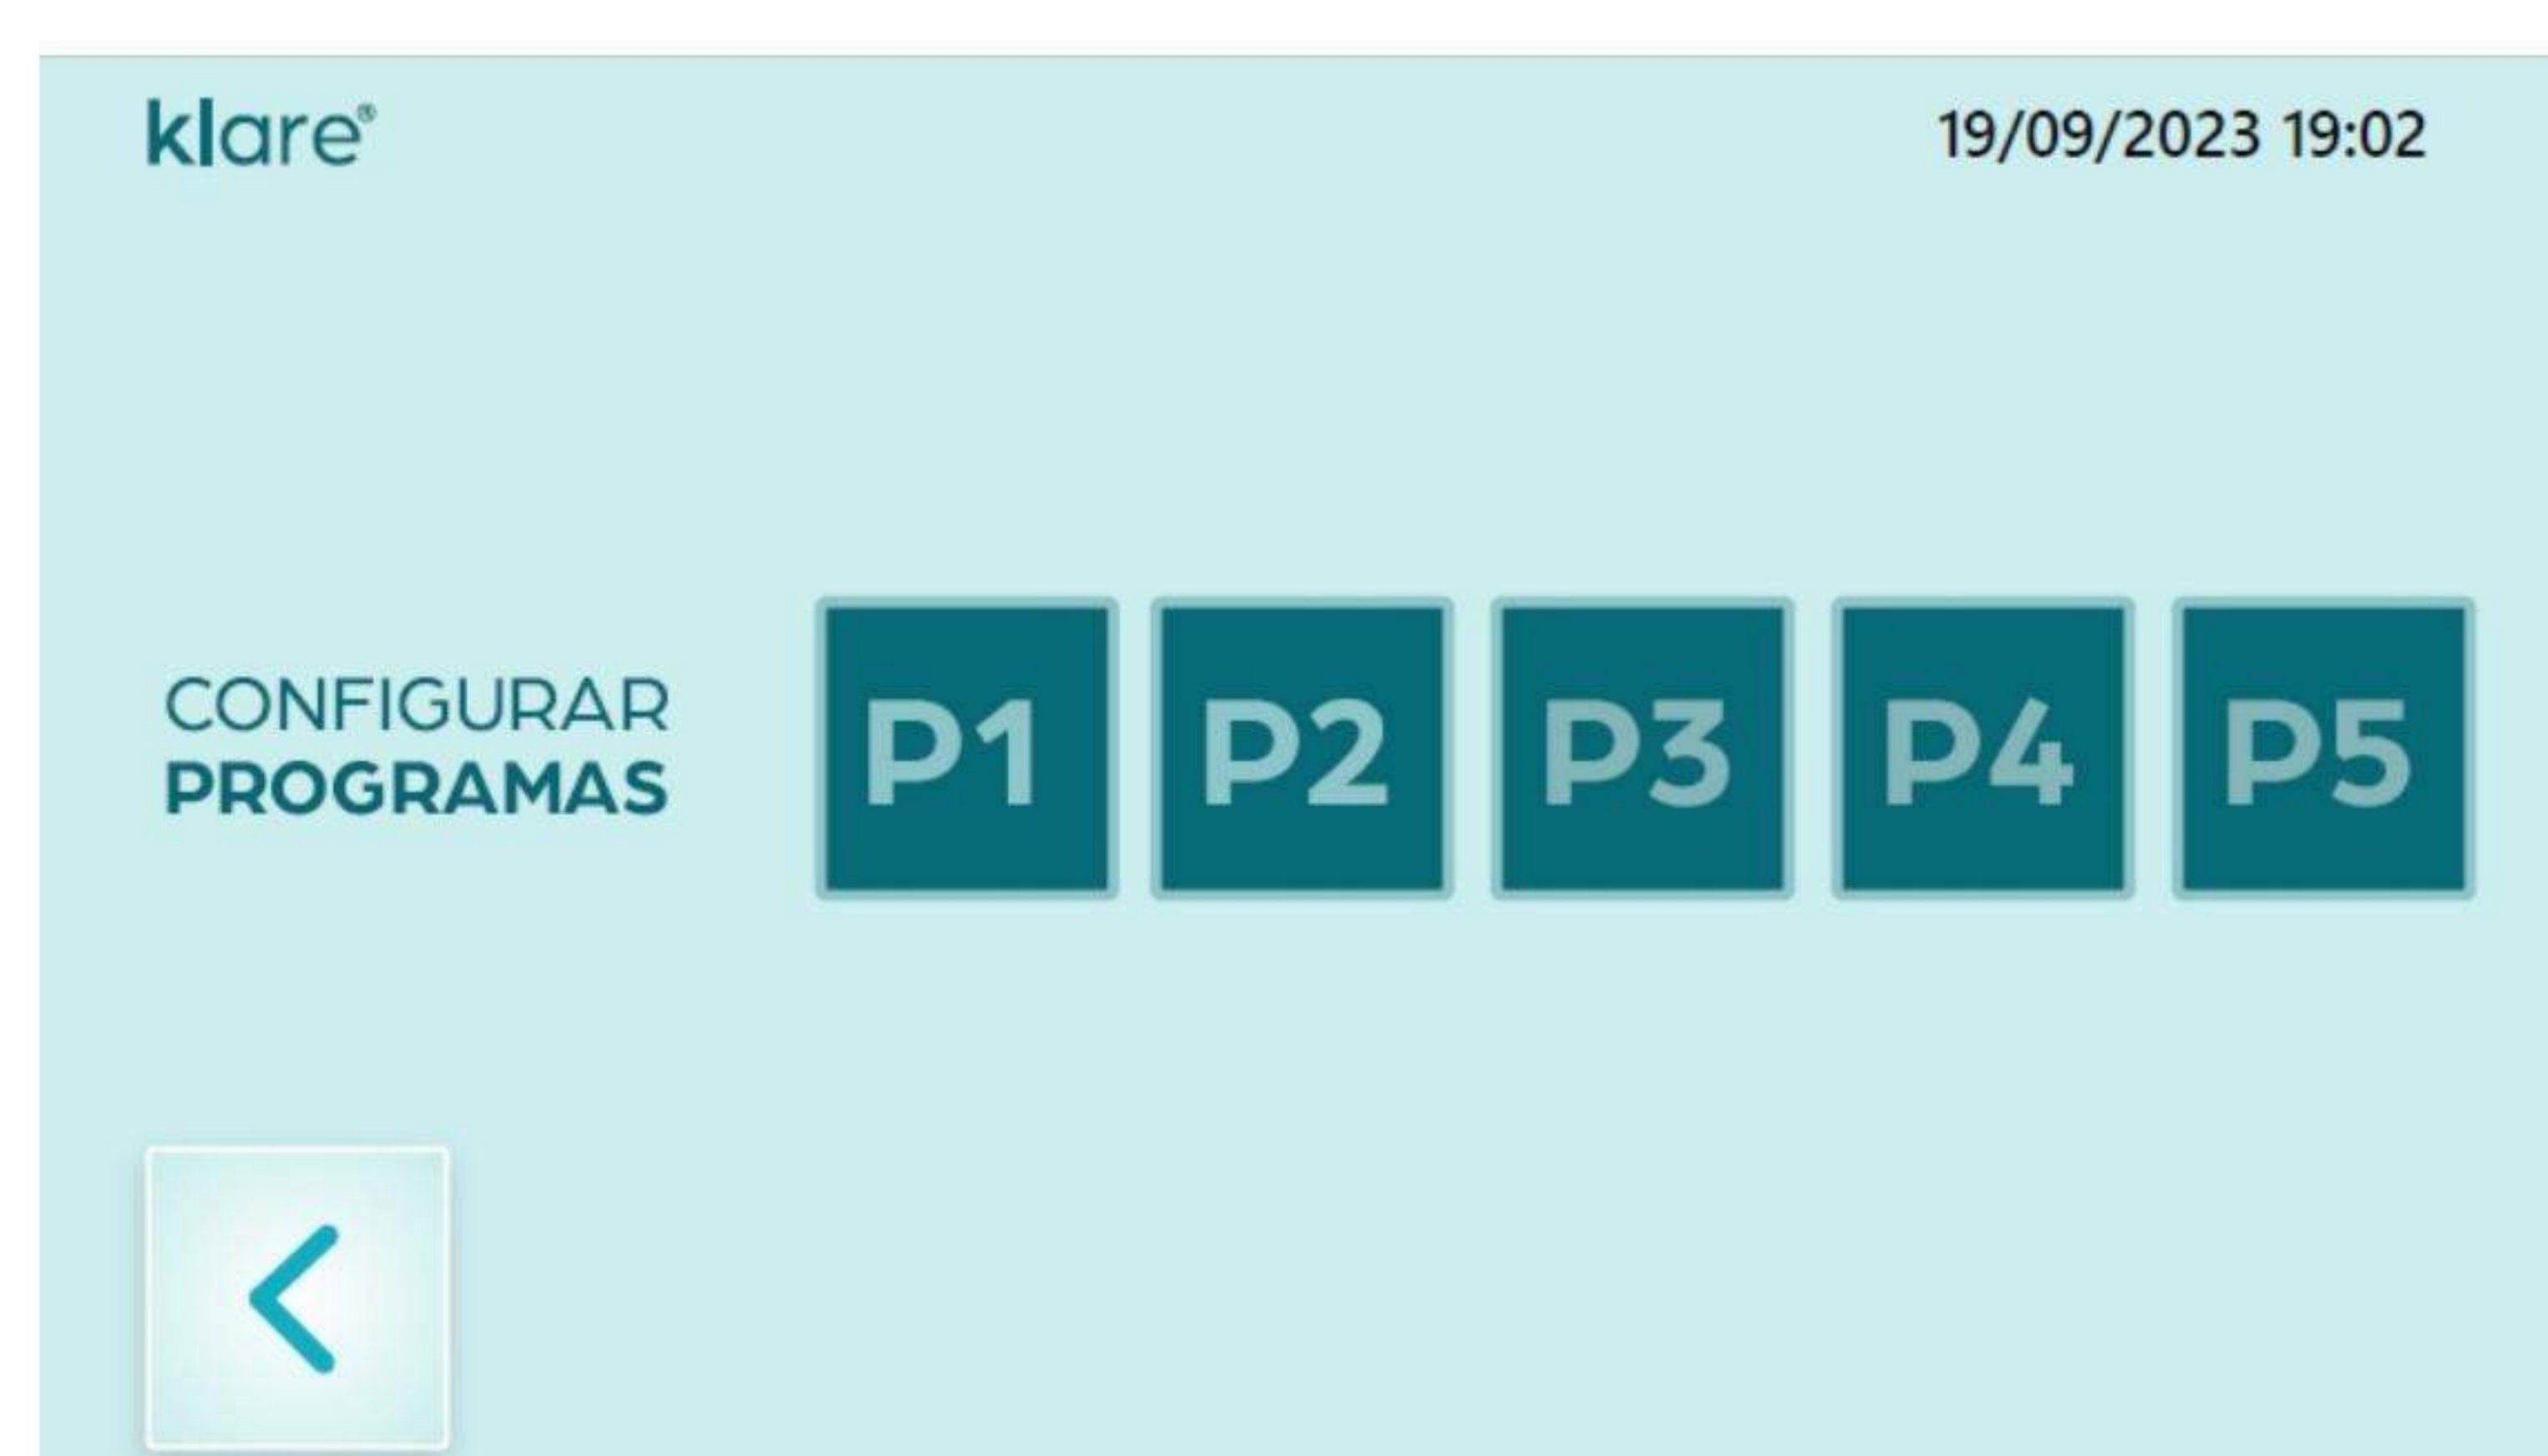 klare®
19/09/2023 19:02
CONFIGURAR
PROGRAMAS
P1 P2 P3 P4 P5